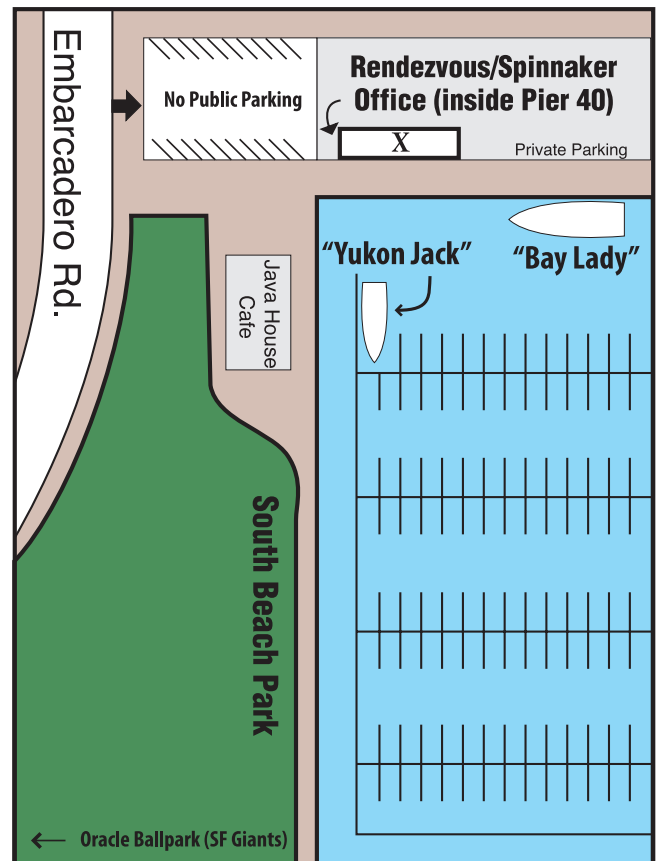 Embarcadero Rd.
No Public Parking
Rendezvous/Spinnaker
Office (inside Pier 40)
X
Private Parking
“Yukon Jack”
“Bay Lady”
Java House
Cafe
South Beach Park
Oracle Ballpark (SF Giants)